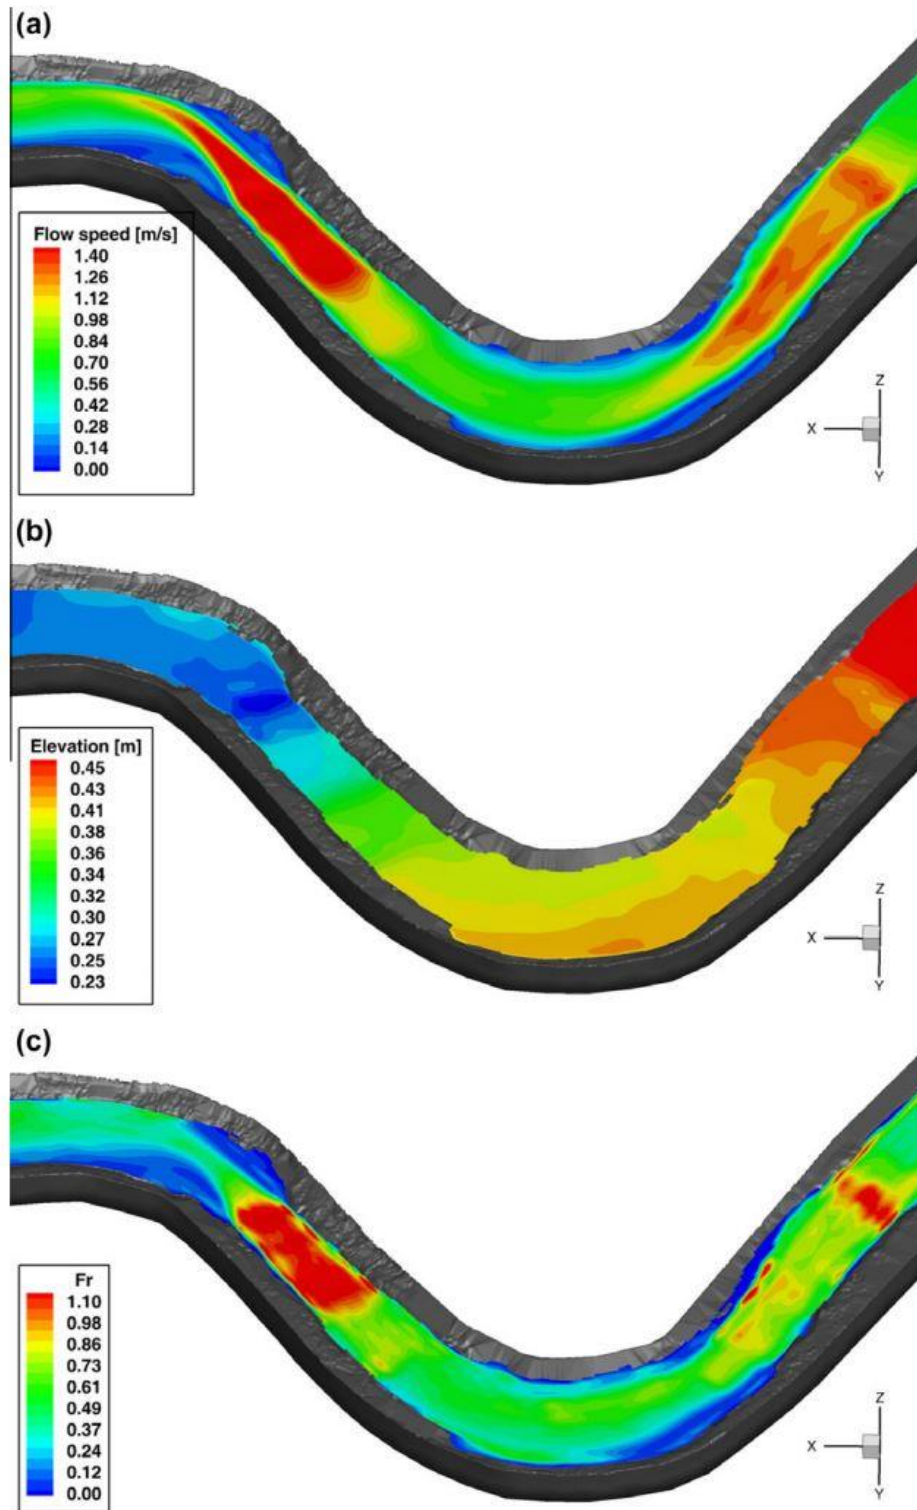 (a)
Flow speed [m/s]
1.40
1.26
1.12
0.98
0.84
0.70
0.56
0.42
0.28
0.14
0.00
Z
X
Y
(b)
Elevation [m]
0.45
0.43
0.41
0.38
0.36
0.34
0.32
0.30
0.27
0.25
0.23
Z
X
Y
(c)
Fr
1.10
0.98
0.86
0.73
0.61
0.49
0.37
0.24
0.12
0.00
Z
X
Y